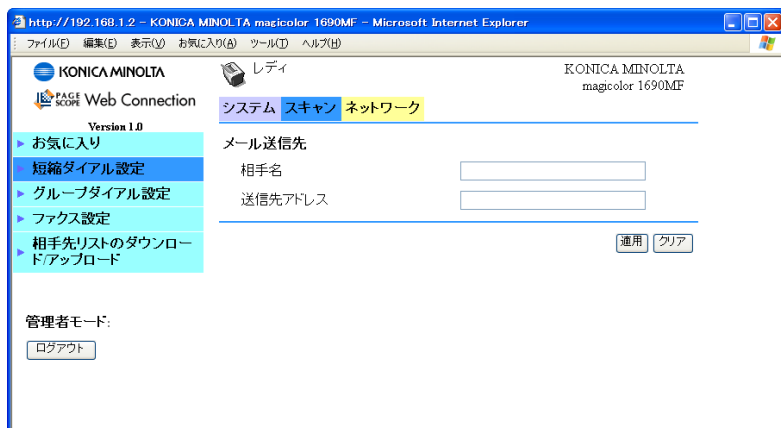 http://192.168.1.2 - KONICA MINOLTA magicolor 1690MF - Microsoft Internet Explorer
ファイル(F) 編集(E) 表示(V) お気に入り(A) ツール(T) ヘルプ(H)
KONICA MINOLTA
レディ
KONICA MINOLTA
magicolor 1690MF
PAGE SCOPE Web Connection
Version 1.0
システム スキャン ネットワーク
お気に入り
短縮ダイアル設定
グループダイアル設定
ファクス設定
相手先リストのダウンロー
ド/アップロード
メール送信先
相手名
送信先アドレス
適用 クリア
管理者モード:
ログアウト